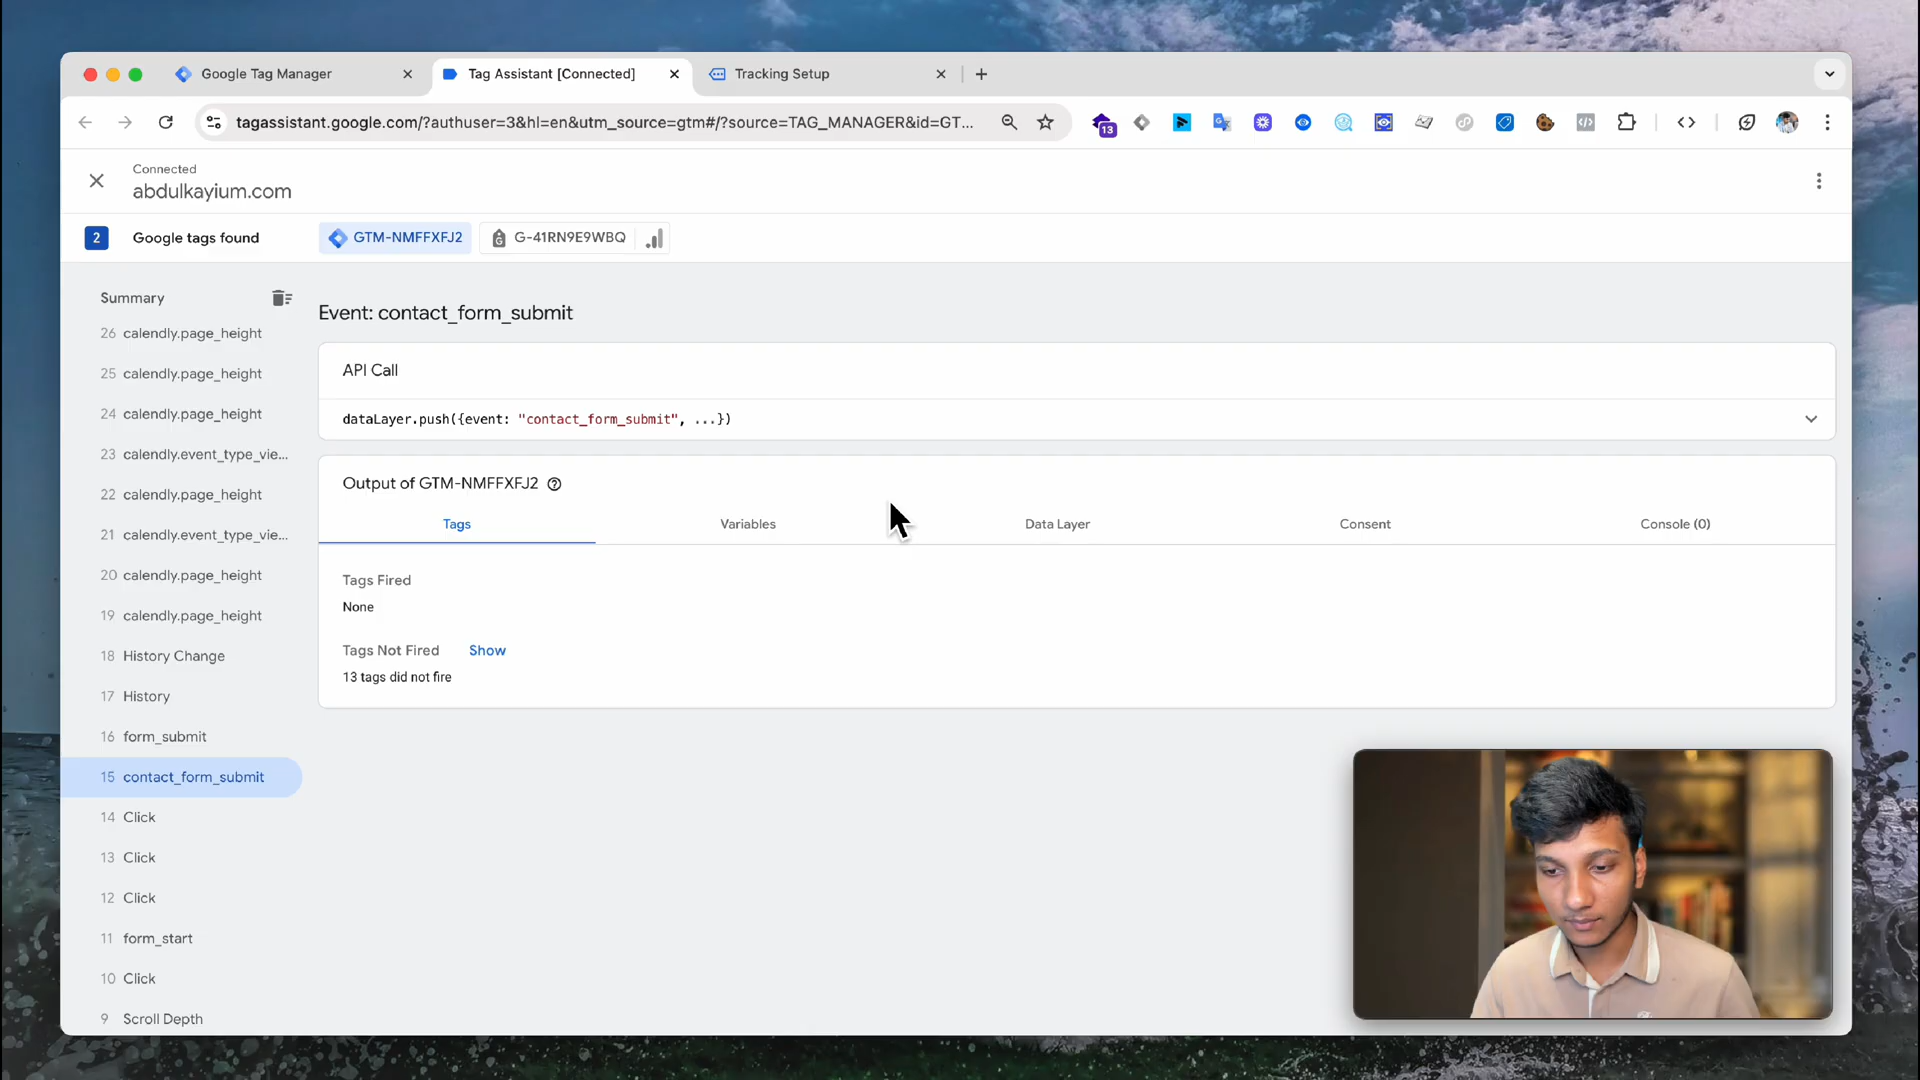 Google Tag Manager
Tag Assistant [Connected]
Tracking Setup
tagassistant.google.com/?authuser=3&hl=en&utm_source=gtm#/?source=TAG_MANAGER&id=GT...
13
Connected
abdulkayium.com
2 Google tags found
GTM-NMFFXFJ2
G-41RN9E9WBQ
Summary
26 calendly.page_height
25 calendly.page_height
24 calendly.page_height
23 calendly.event_type_vie...
22 calendly.page_height
21 calendly.event_type_vie...
20 calendly.page_height
19 calendly.page_height
18 History Change
17 History
16 form_submit
15 contact_form_submit
14 Click
13 Click
12 Click
11 form_start
10 Click
9 Scroll Depth
Event: contact_form_submit
API Call
dataLayer.push({event: "contact_form_submit", ...})
Output of GTM-NMFFXFJ2
Tags
Variables
Data Layer
Consent
Console (0)
Tags Fired
None
Tags Not Fired Show
13 tags did not fire